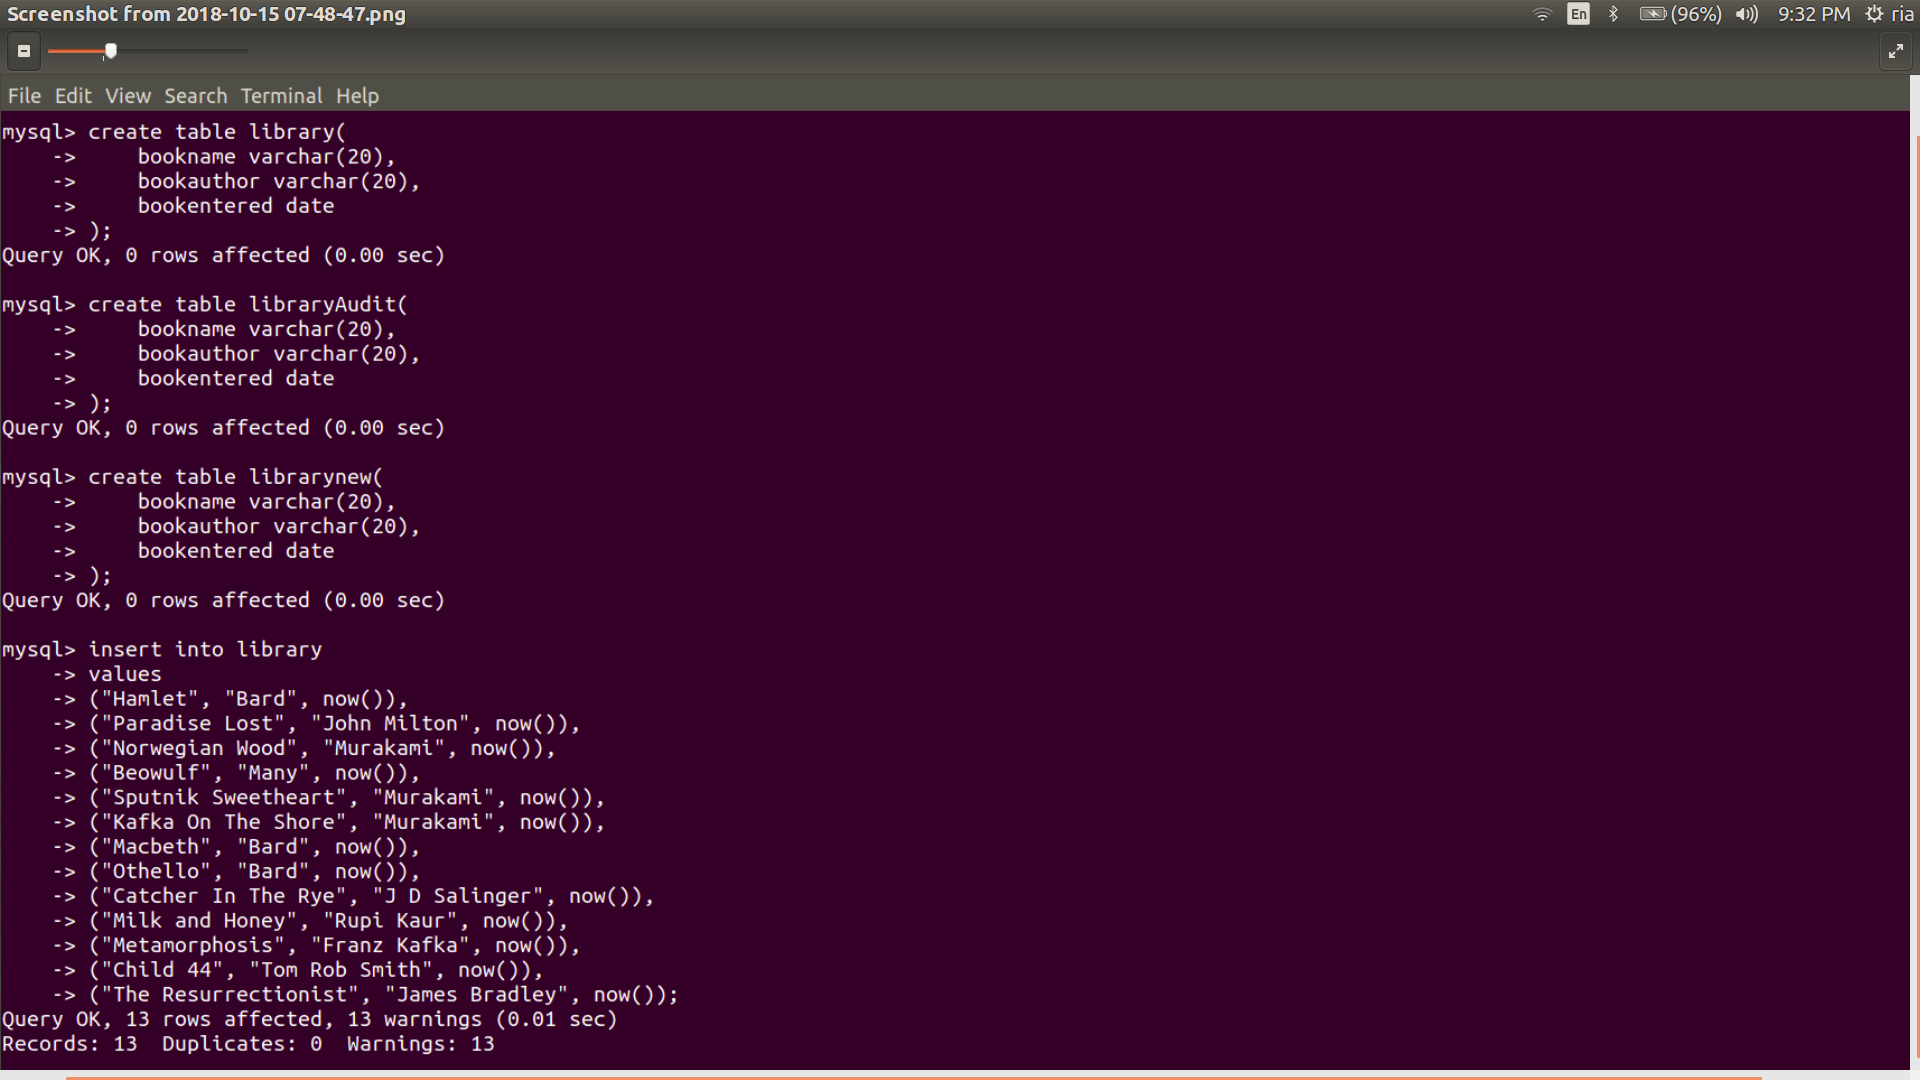 Screenshot from 2018-10-15 07-48-47.png En (96%) 9:32 PM ria
File Edit View Search Terminal Help
mysql> create table library(
    ->     bookname varchar(20),
    ->     bookauthor varchar(20),
    ->     bookentered date
    -> );
Query OK, 0 rows affected (0.00 sec)

mysql> create table libraryAudit(
    ->     bookname varchar(20),
    ->     bookauthor varchar(20),
    ->     bookentered date
    -> );
Query OK, 0 rows affected (0.00 sec)

mysql> create table librarynew(
    ->     bookname varchar(20),
    ->     bookauthor varchar(20),
    ->     bookentered date
    -> );
Query OK, 0 rows affected (0.00 sec)

mysql> insert into library
    -> values
    -> ("Hamlet", "Bard", now()),
    -> ("Paradise Lost", "John Milton", now()),
    -> ("Norwegian Wood", "Murakami", now()),
    -> ("Beowulf", "Many", now()),
    -> ("Sputnik Sweetheart", "Murakami", now()),
    -> ("Kafka On The Shore", "Murakami", now()),
    -> ("Macbeth", "Bard", now()),
    -> ("Othello", "Bard", now()),
    -> ("Catcher In The Rye", "J D Salinger", now()),
    -> ("Milk and Honey", "Rupi Kaur", now()),
    -> ("Metamorphosis", "Franz Kafka", now()),
    -> ("Child 44", "Tom Rob Smith", now()),
    -> ("The Resurrectionist", "James Bradley", now());
Query OK, 13 rows affected, 13 warnings (0.01 sec)
Records: 13  Duplicates: 0  Warnings: 13